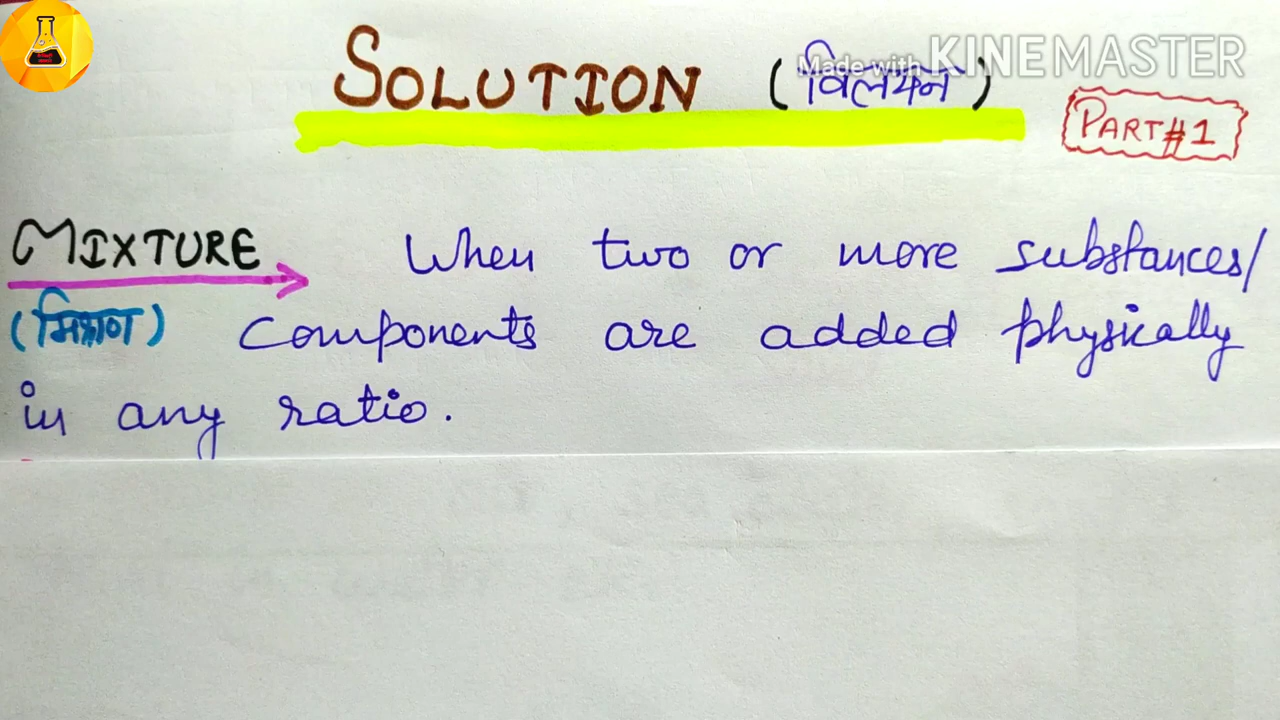 SOLUTION (विलयन)
Made with KINEMASTER
PART#1
MIXTURE When two or more substances/
(मिश्रण) Components are added physically
in any ratio.